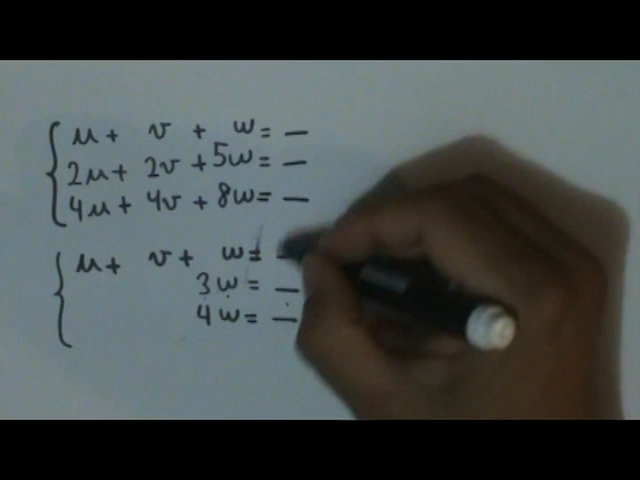 u + v + w = —
2u + 2v + 5w = —
4u + 4v + 8w = —
u + v + w =
3w = —
4w = —